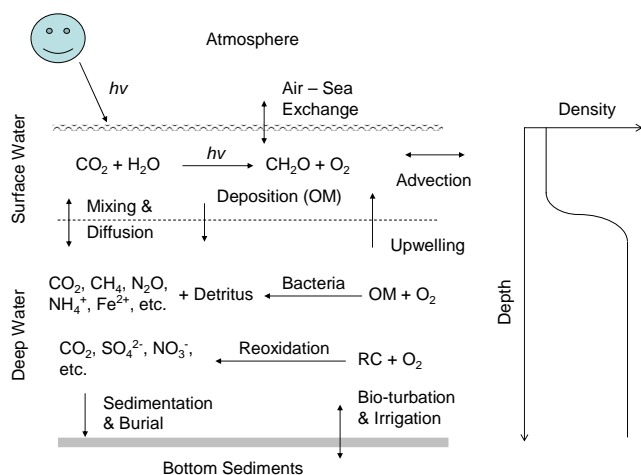 Atmosphere
hv
Air – Sea
Exchange
Density
Surface Water
CO₂ + H₂O
hv
CH₂O + O₂
Advection
Mixing &
Diffusion
Deposition (OM)
Upwelling
Deep Water
CO₂, CH₄, N₂O,
NH₄⁺, Fe²⁺, etc.
+ Detritus
Bacteria
OM + O₂
Depth
CO₂, SO₄²⁻, NO₃⁻,
etc.
Reoxidation
RC + O₂
Sedimentation
& Burial
Bio-turbation
& Irrigation
Bottom Sediments